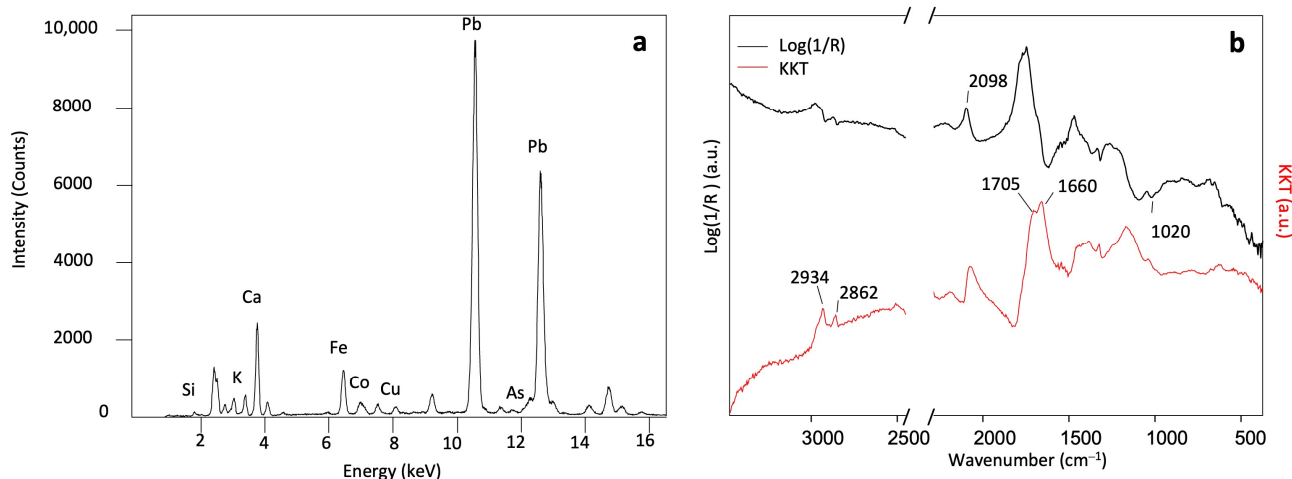 a
Intensity (Counts)
10,000
8000
6000
4000
2000
0
Pb
Pb
Ca
Si
K
Fe
Co
Cu
As
2 4 6 8 10 12 14 16
Energy (keV)
b
Log(1/R)
KKT
2098
1705
1660
1020
2934
2862
Log(1/R ) (a.u.)
KKT (a.u.)
3000 2500 2000 1500 1000 500
Wavenumber (cm⁻¹)